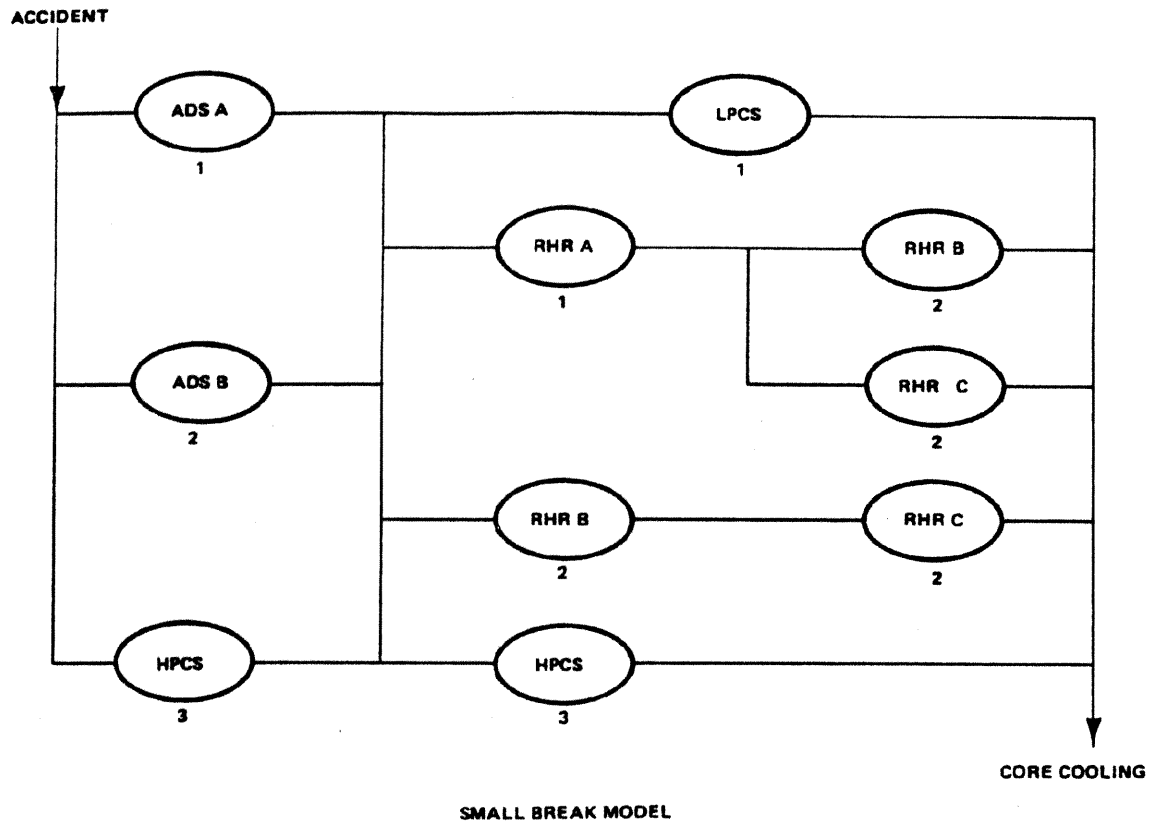 ACCIDENT
ADS A
1
LPCS
1
RHR A
1
RHR B
2
ADS B
2
RHR C
2
RHR B
2
RHR C
2
HPCS
3
HPCS
3
CORE COOLING
SMALL BREAK MODEL